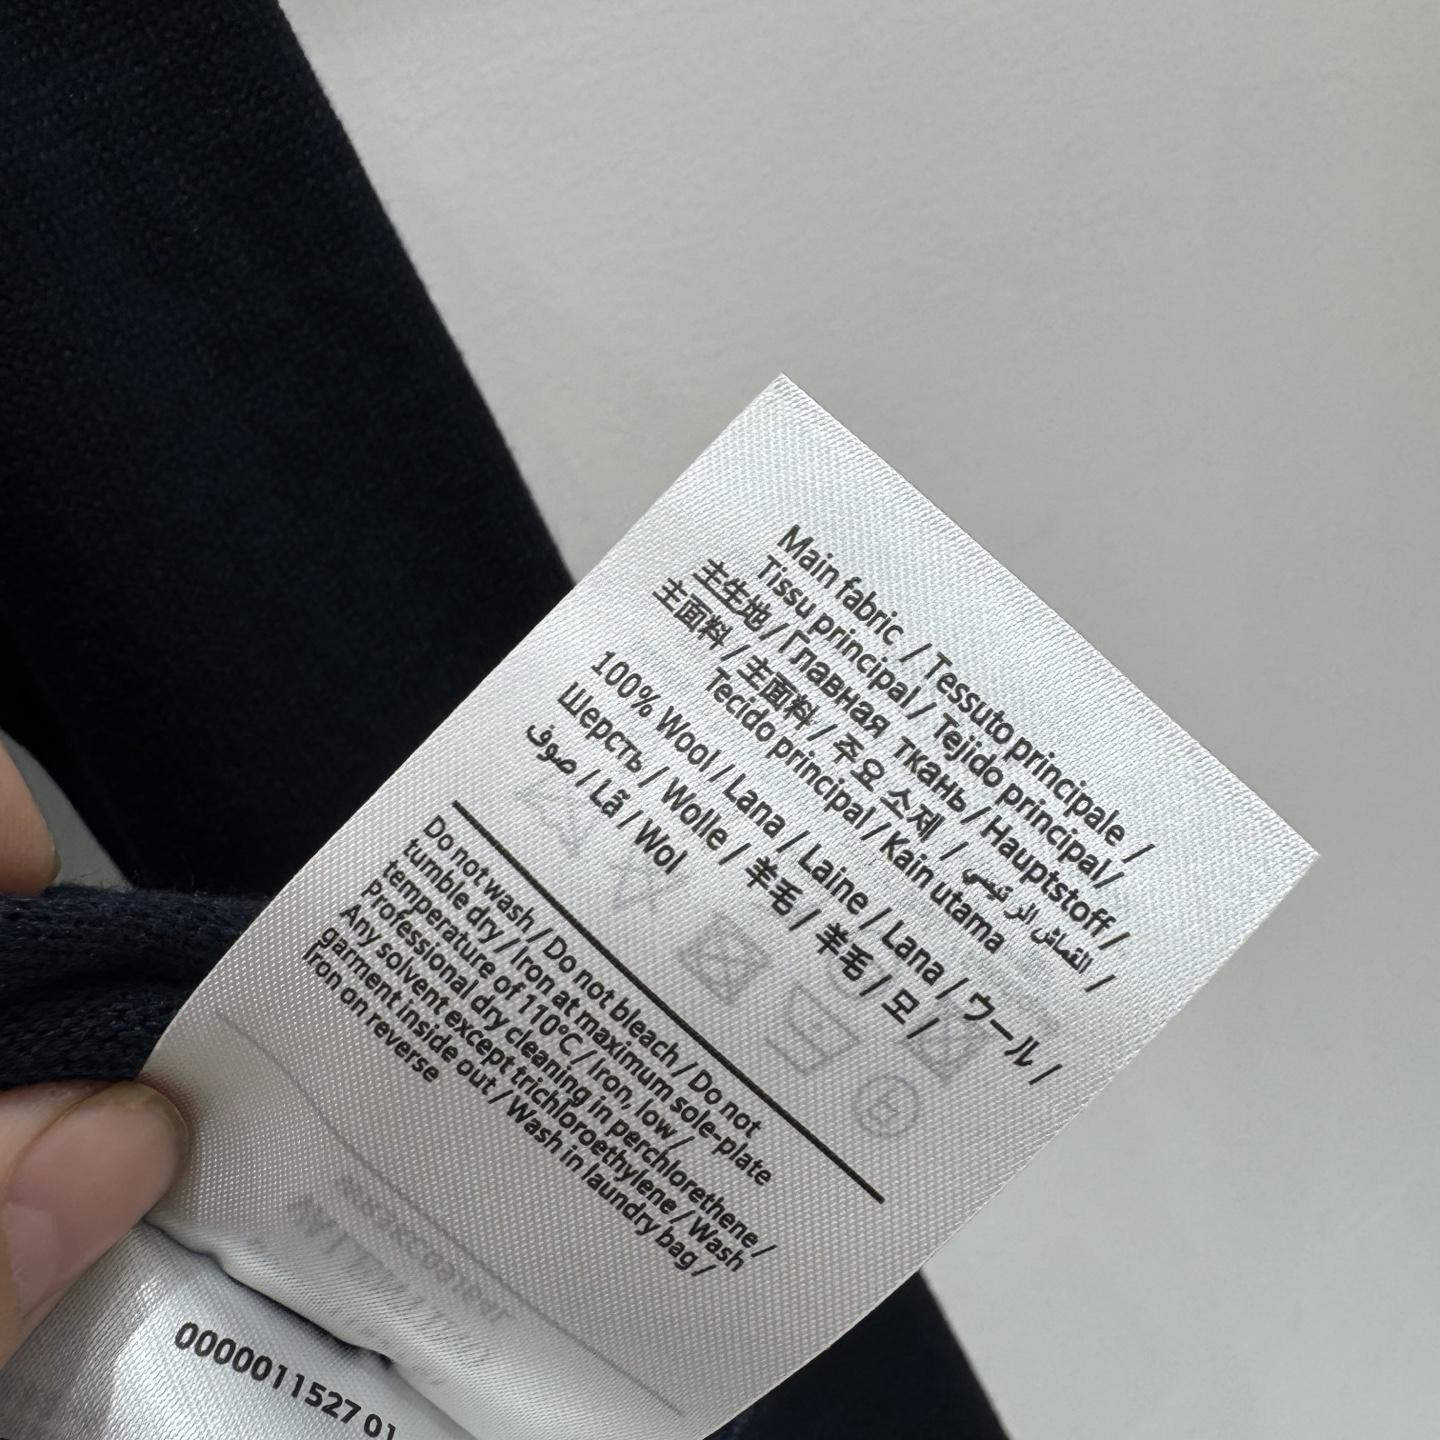 Main fabric / Tessuto principale /
Tissu principal / Tejido principal /
主生地 / Главная ткань / Hauptstoff /
主面料 / 主面料 / 주요 소재 / القماش الرئيسي /
Tecido principal / Kain utama
100% Wool / Lana / Laine / Lana / ウール /
Шерсть / Wolle / 羊毛 / 羊毛 / 모 /
صوف / Lã / Wol
Do not wash / Do not bleach / Do not
tumble dry / Iron at maximum sole-plate
temperature of 110°C / Iron, low /
Professional dry cleaning in perchlorethene /
Any solvent except trichloroethylene / Wash
garment inside out / Wash in laundry bag /
Iron on reverse
0000011527 01